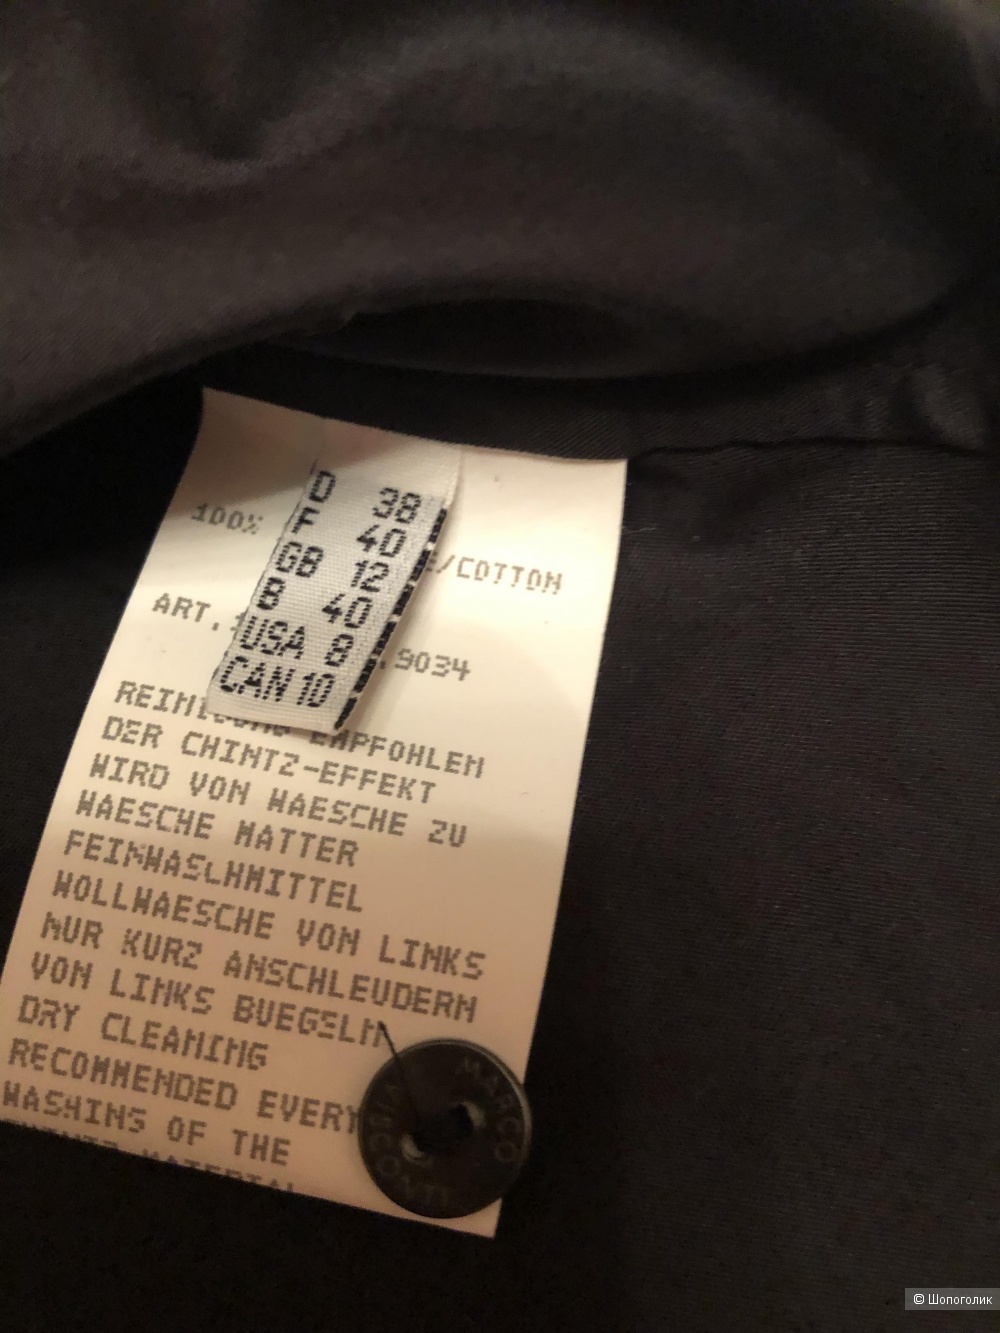 D 38
F 40
GB 12
B 40
USA 8
CAN 10
100% /COTTON
ART. .9034
EMPFOHLEN
DER CHINTZ-EFFEKT
WIRD VON WAESCHE ZU
WAESCHE MATTER
FEINWASCHMITTEL
WOLLWAESCHE VON LINKS
NUR KURZ ANSCHLEUDERN
VON LINKS BUEGELN
DRY CLEANING
RECOMMENDED EVERY
WASHING OF THE
MARCO
© Шопоголик